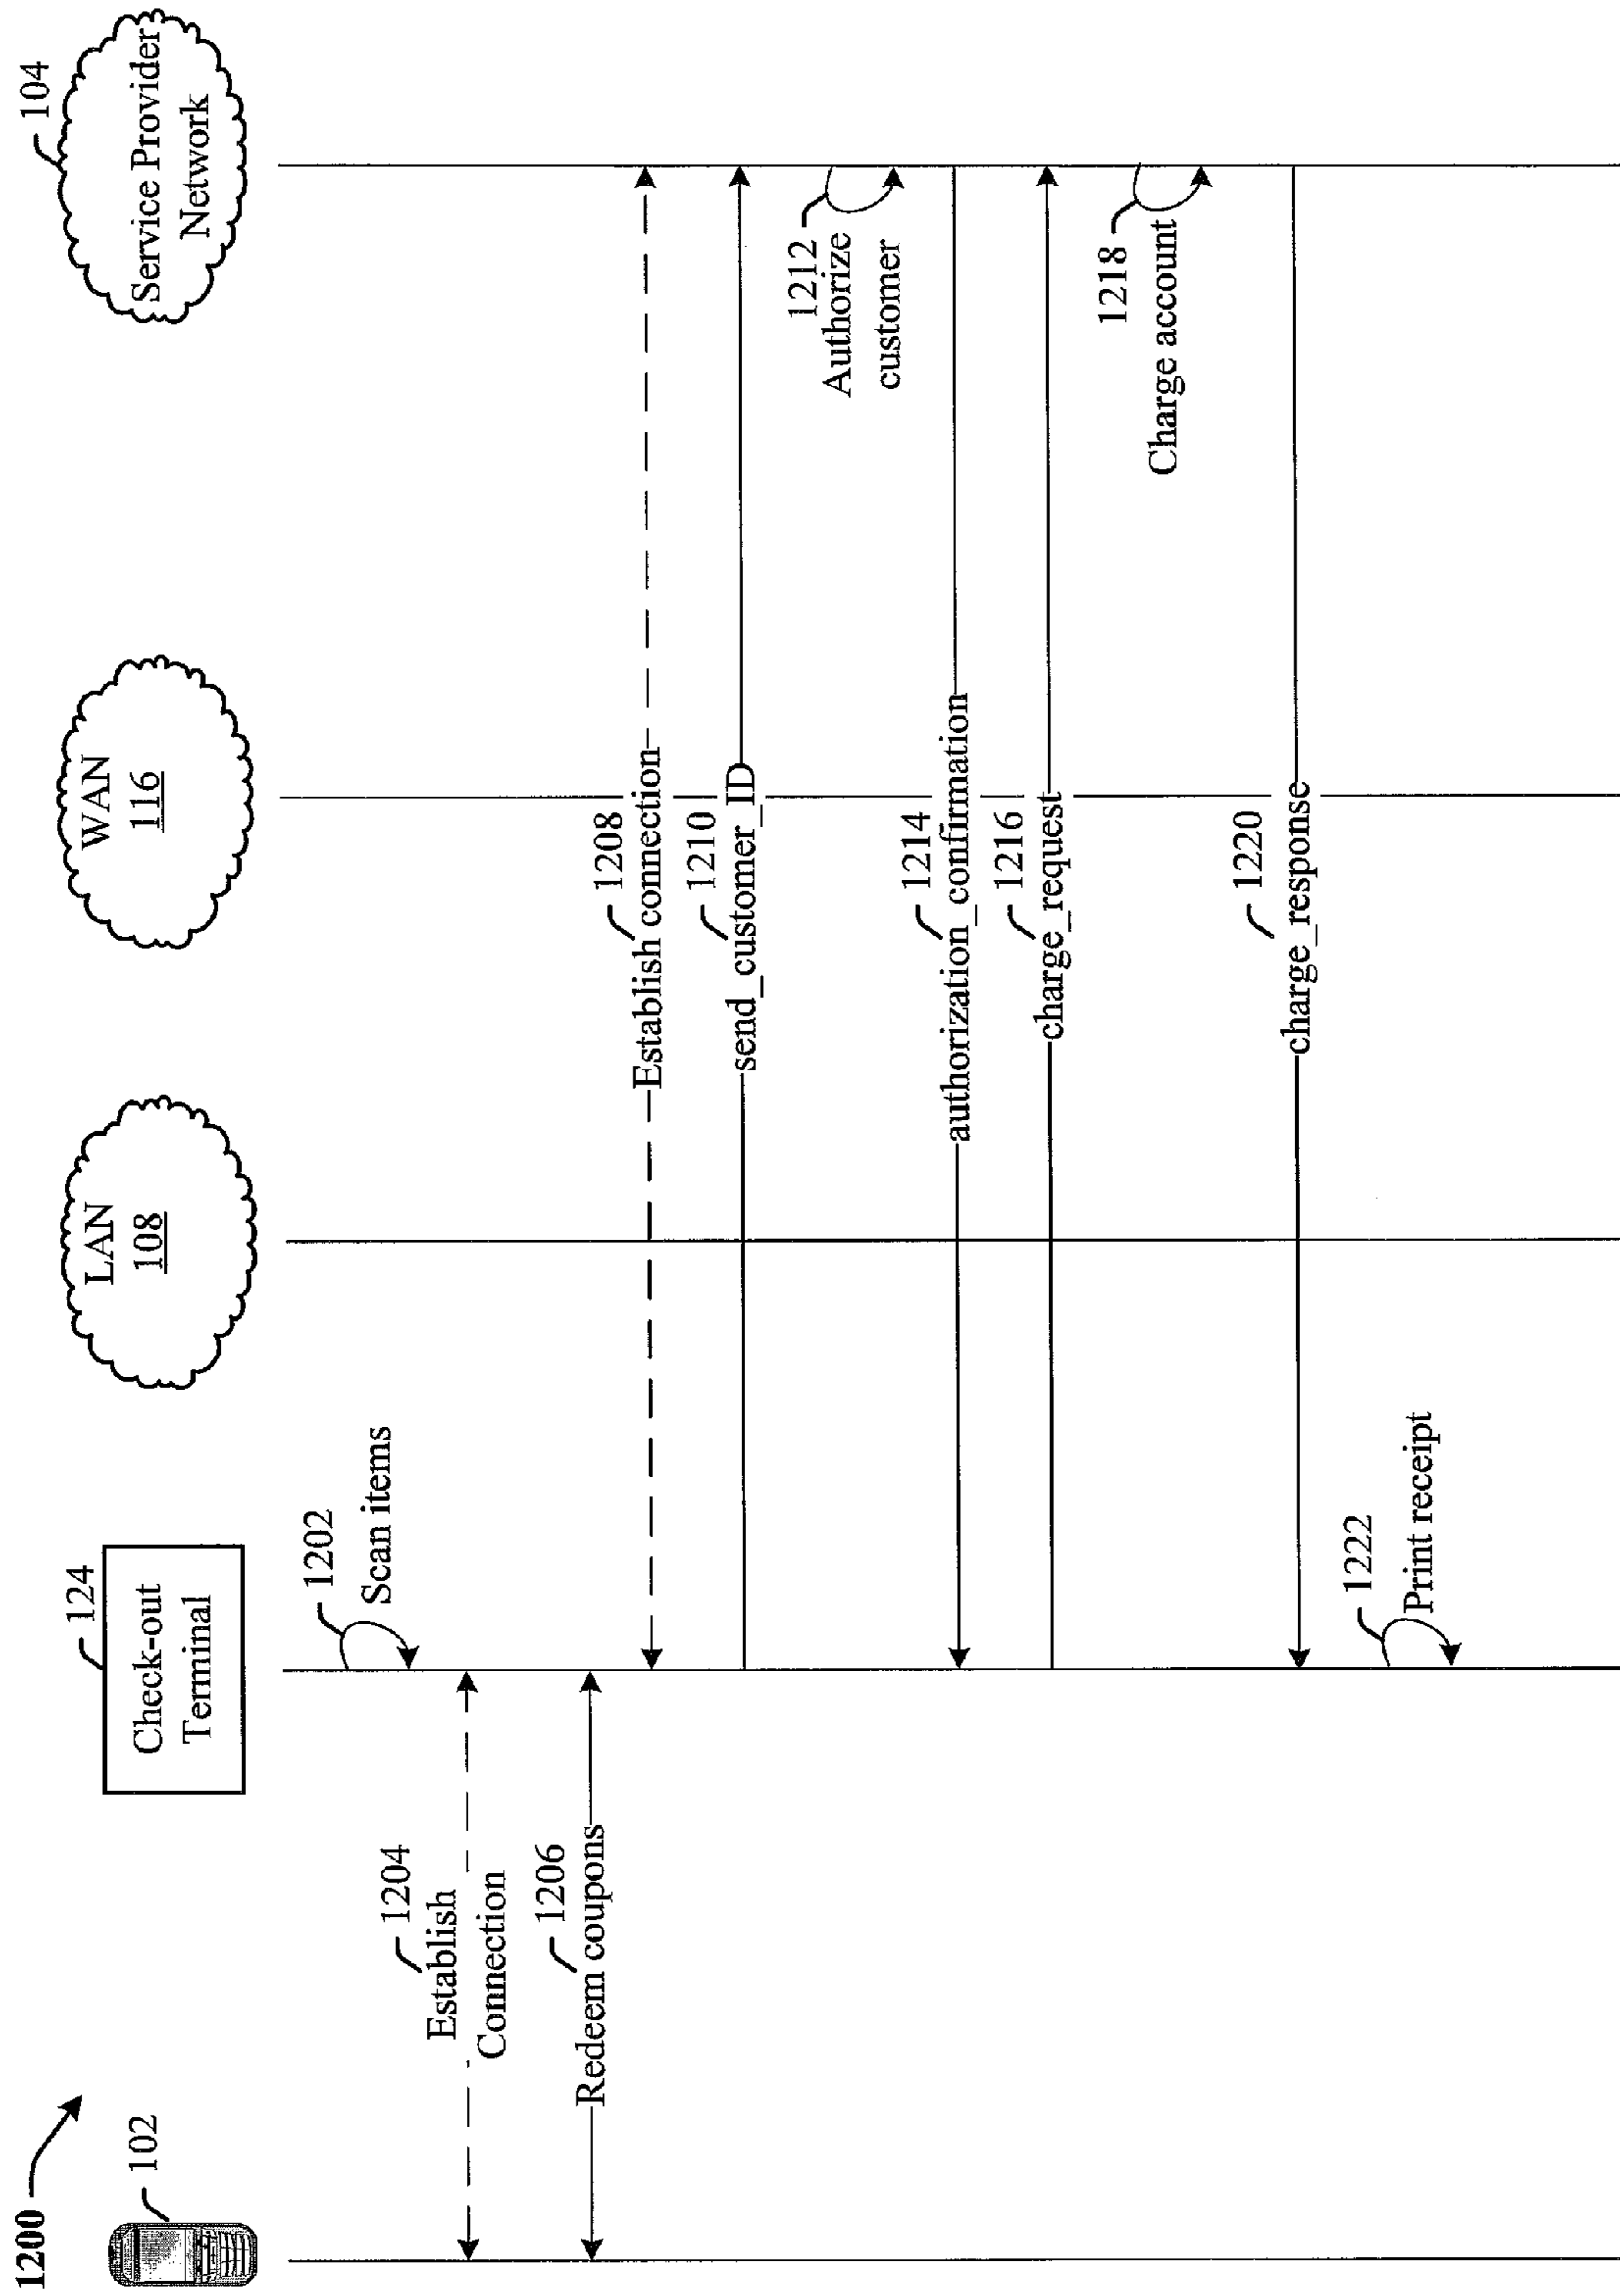 1200
102
124
Check-out
Terminal
LAN
108
WAN
116
104
Service Provider
Network
1202
Scan items
1204
Establish
Connection
1206
Redeem coupons
1208
Establish connection
1210
send_customer_ID
1212
Authorize
customer
1214
authorization_confirmation
1216
charge_request
1218
Charge account
1220
charge_response
1222
Print receipt